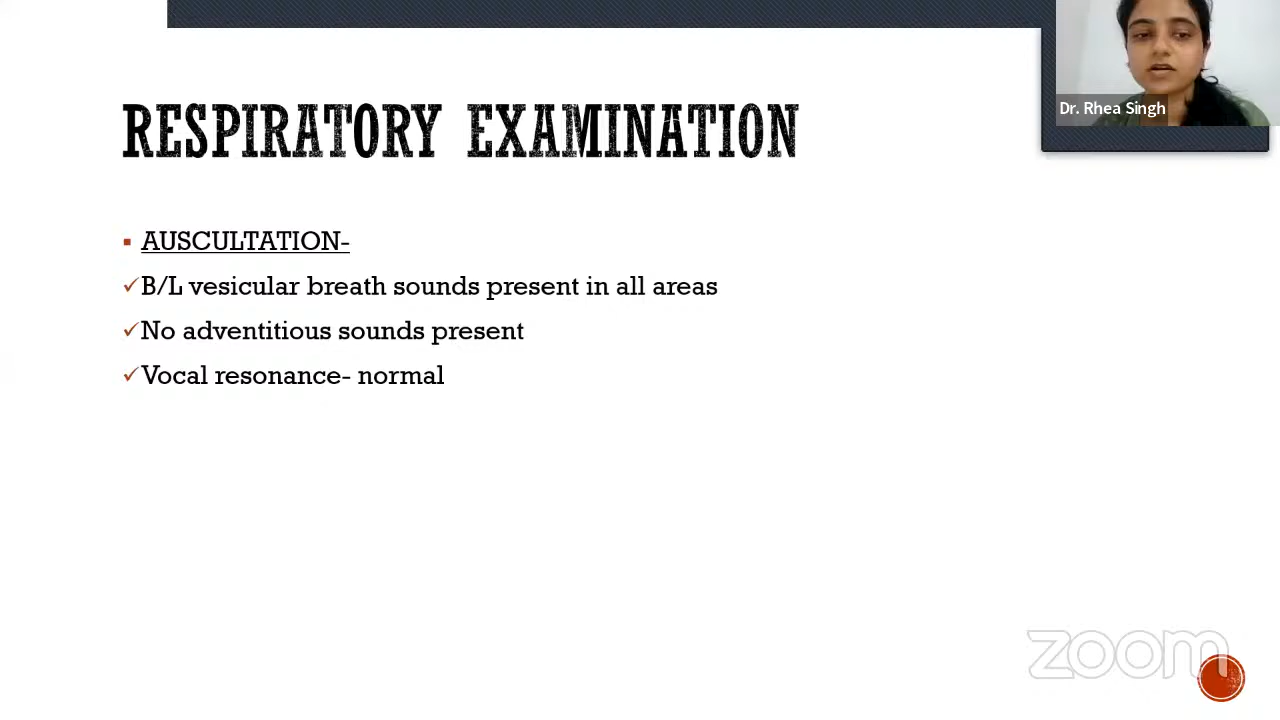 Dr. Rhea Singh
RESPIRATORY EXAMINATION
AUSCULTATION-
B/L vesicular breath sounds present in all areas
No adventitious sounds present
Vocal resonance- normal
zoom